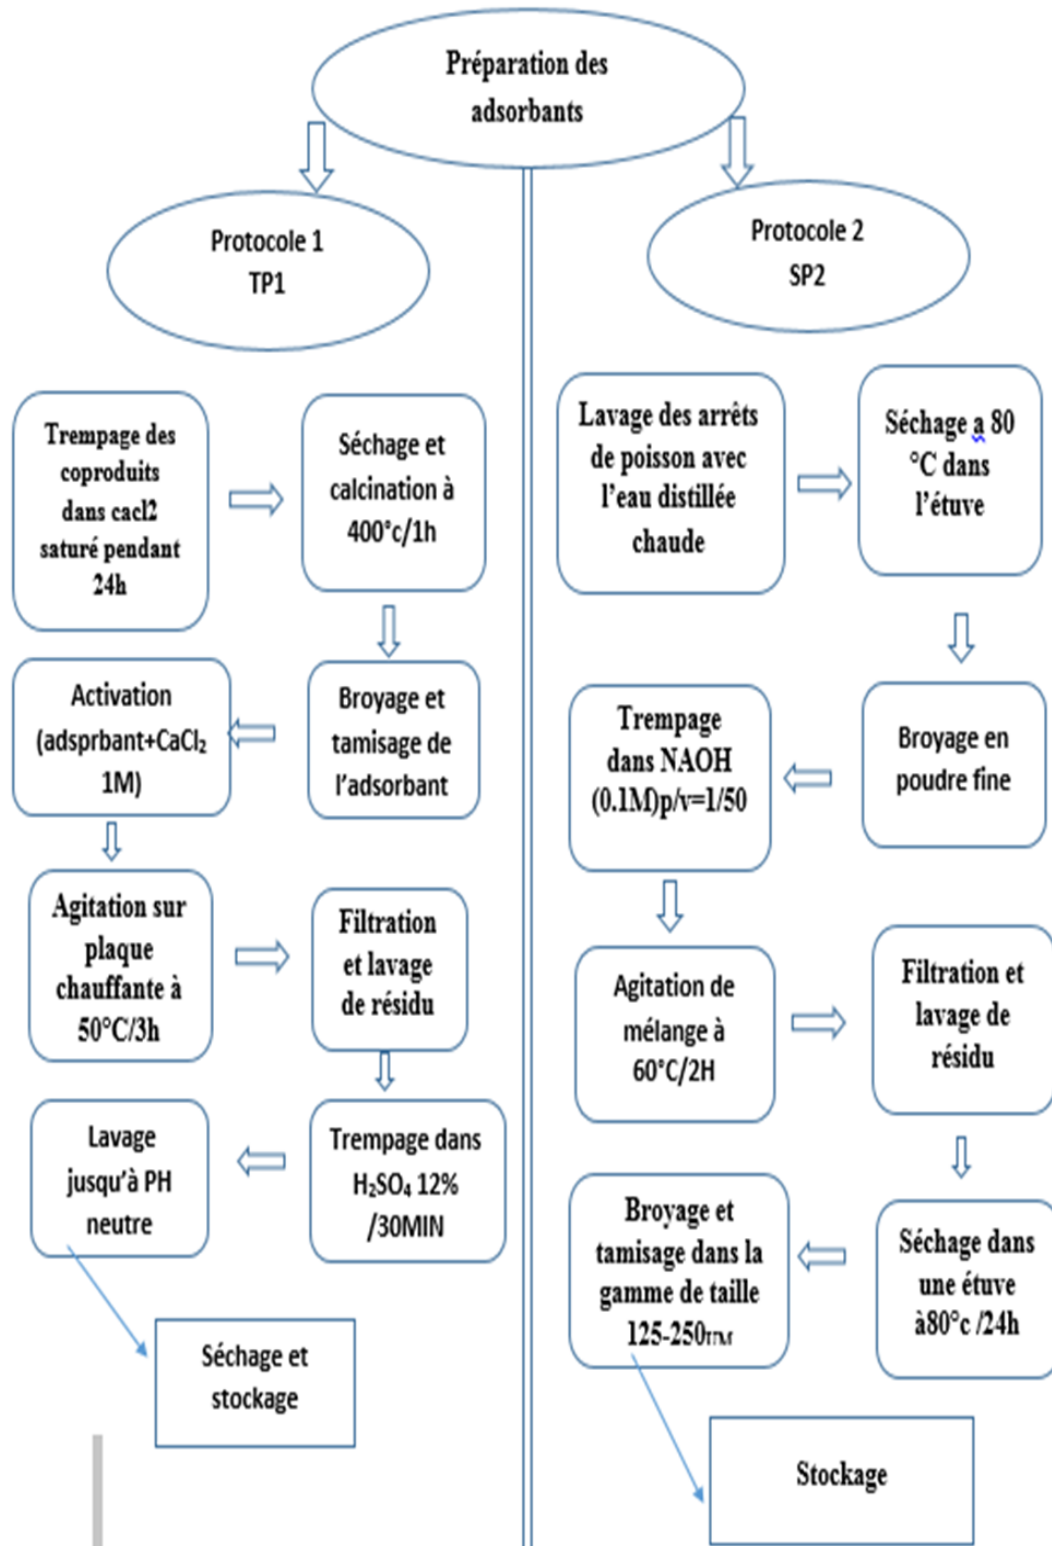 Préparation des
adsorbants
Protocole 1
TP1
Trempage des
coproduits
dans cacl2
saturé pendant
24h
Séchage et
calcination à
400°c/1h
Broyage et
tamisage de
l'adsorbant
Activation
(adsprbant+CaCl₂
1M)
Agitation sur
plaque
chauffante à
50°C/3h
Filtration
et lavage
de résidu
Trempage dans
H₂SO₄ 12%
/30MIN
Lavage
jusqu'à PH
neutre
Séchage et
stockage
Protocole 2
SP2
Lavage des arrêts
de poisson avec
l'eau distillée
chaude
Séchage a 80
°C dans
l'étuve
Broyage en
poudre fine
Trempage
dans NAOH
(0.1M)p/v=1/50
Agitation de
mélange à
60°C/2H
Filtration et
lavage de
résidu
Séchage dans
une étuve
à80°c /24h
Broyage et
tamisage dans la
gamme de taille
125-250UM
Stockage